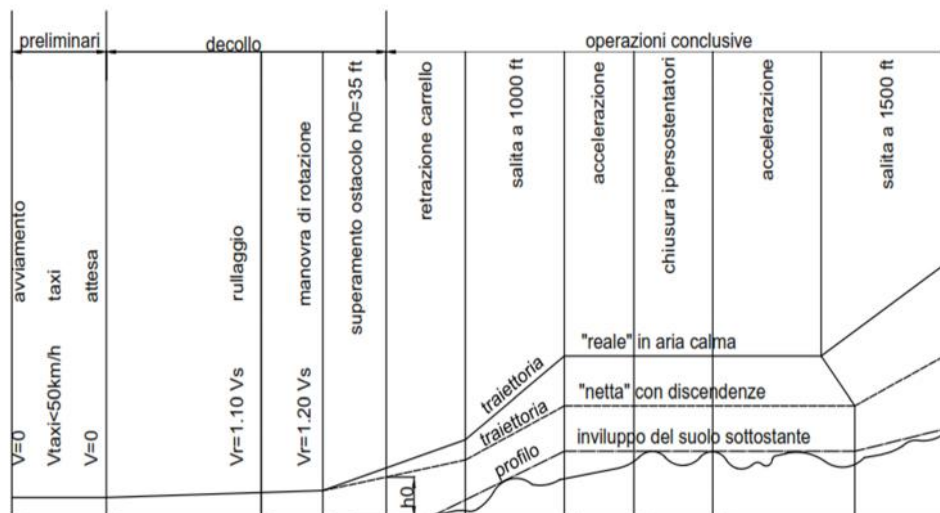 preliminari
decollo
operazioni conclusive
avviamento
taxi
attesa
rullaggio
manovra di rotazione
superamento ostacolo h0=35 ft
retrazione carrello
salita a 1000 ft
accelerazione
chiusura ipersostentatori
accelerazione
salita a 1500 ft
V=0
Vtaxi<50km/h
V=0
Vr=1.10 Vs
Vr=1.20 Vs
traiettoria
"reale" in aria calma
traiettoria
"netta" con discendenze
profilo
inviluppo del suolo sottostante
h0